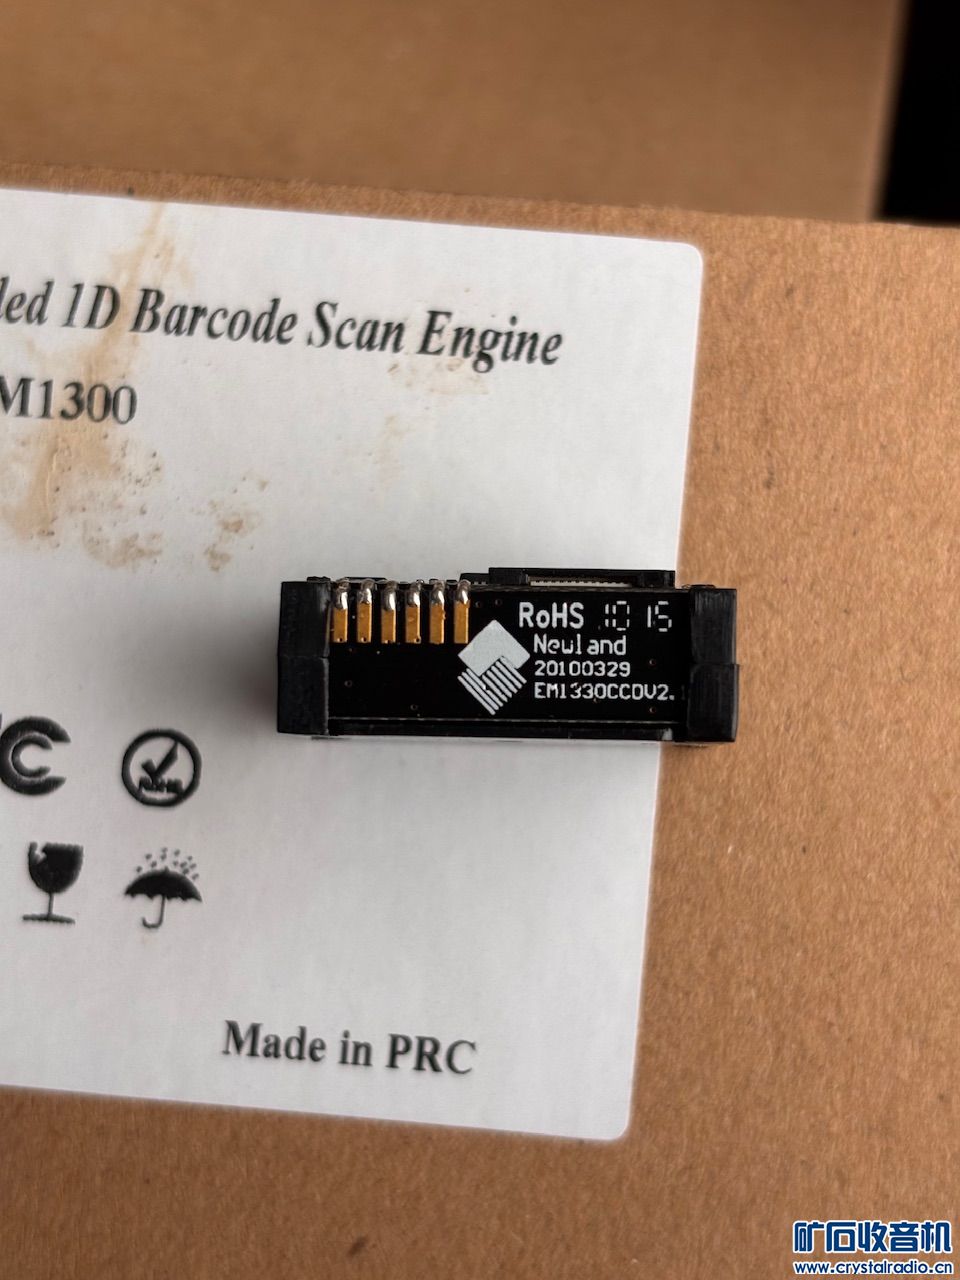 led 1D Barcode Scan Engine
M1300
RoHS 10 15
Newland
20100329
EM1330CCDV2.
Made in PRC
矿石收音机
www.crystalradio.cn